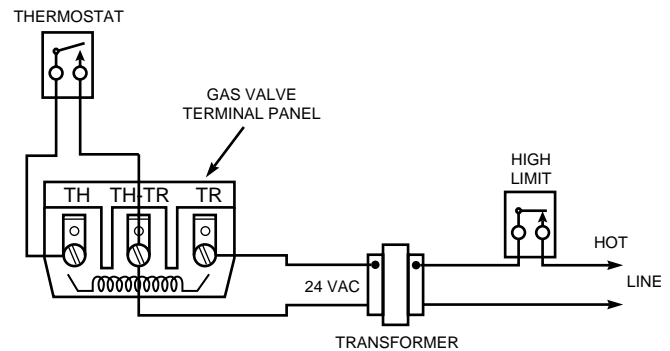 THERMOSTAT
GAS VALVE
TERMINAL PANEL
HIGH
LIMIT
TH TH-TR TR
HOT
24 VAC
LINE
TRANSFORMER